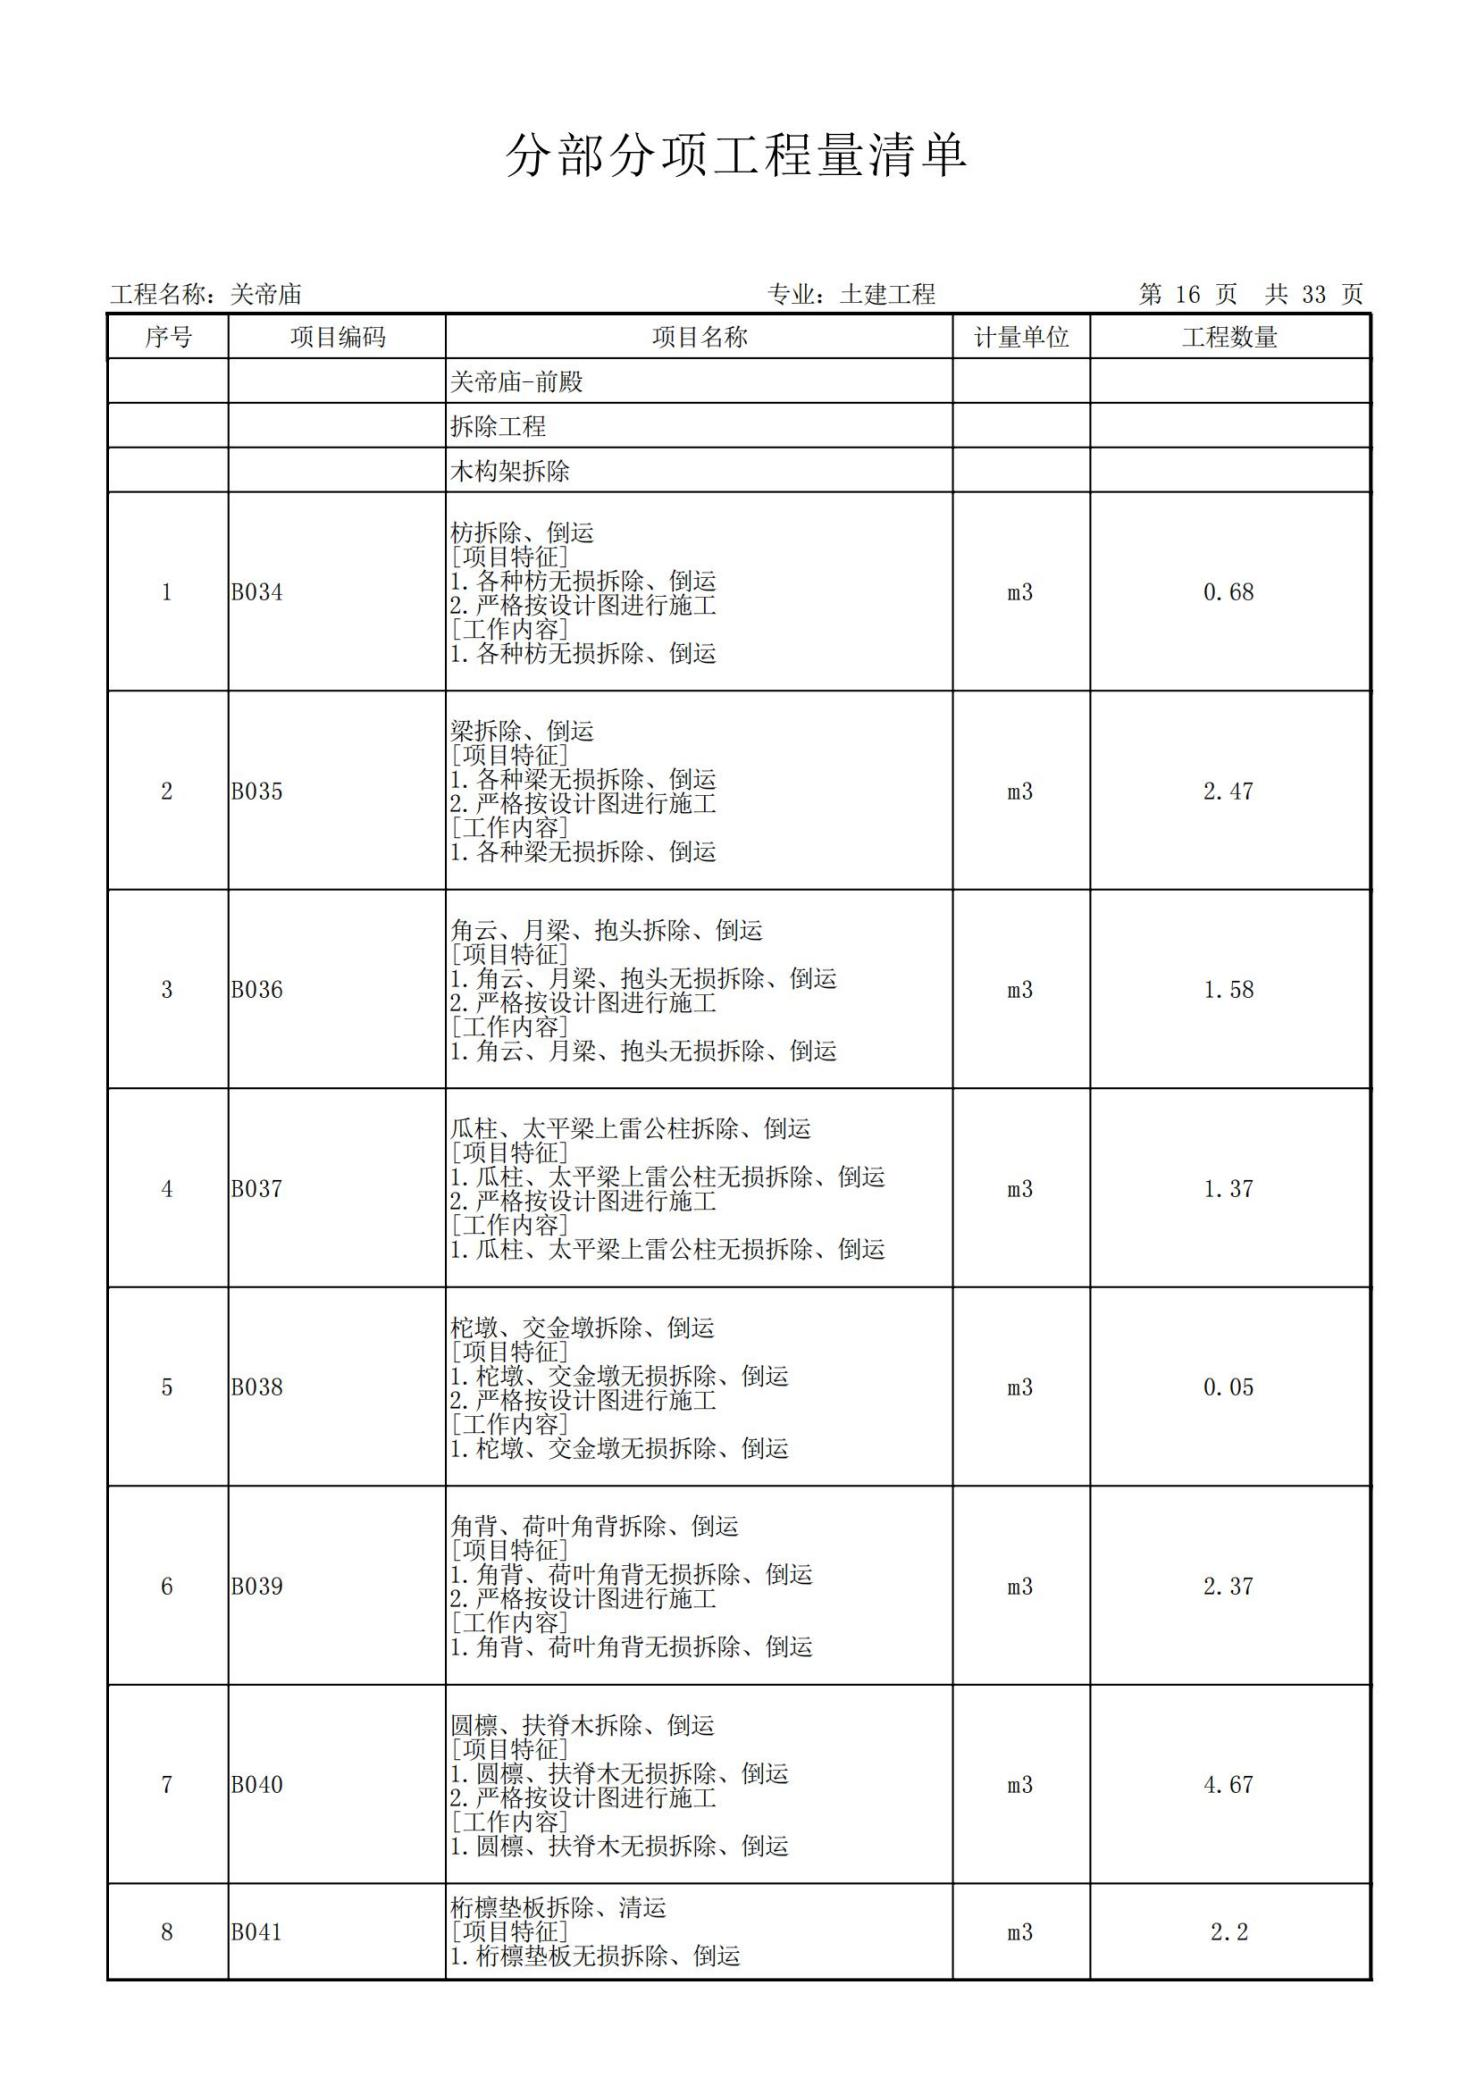 分部分项工程量清单
工程名称：关帝庙 专业：土建工程 第 16 页 共 33 页
序号 项目编码 项目名称 计量单位 工程数量
关帝庙-前殿
拆除工程
木构架拆除
枋拆除、倒运
[项目特征]
1.各种枋无损拆除、倒运
2.严格按设计图进行施工
[工作内容]
1.各种枋无损拆除、倒运
1 B034 m3 0.68
梁拆除、倒运
[项目特征]
1.各种梁无损拆除、倒运
2.严格按设计图进行施工
[工作内容]
1.各种梁无损拆除、倒运
2 B035 m3 2.47
角云、月梁、抱头拆除、倒运
[项目特征]
1.角云、月梁、抱头无损拆除、倒运
2.严格按设计图进行施工
[工作内容]
1.角云、月梁、抱头无损拆除、倒运
3 B036 m3 1.58
瓜柱、太平梁上雷公柱拆除、倒运
[项目特征]
1.瓜柱、太平梁上雷公柱无损拆除、倒运
2.严格按设计图进行施工
[工作内容]
1.瓜柱、太平梁上雷公柱无损拆除、倒运
4 B037 m3 1.37
柁墩、交金墩拆除、倒运
[项目特征]
1.柁墩、交金墩无损拆除、倒运
2.严格按设计图进行施工
[工作内容]
1.柁墩、交金墩无损拆除、倒运
5 B038 m3 0.05
角背、荷叶角背拆除、倒运
[项目特征]
1.角背、荷叶角背无损拆除、倒运
2.严格按设计图进行施工
[工作内容]
1.角背、荷叶角背无损拆除、倒运
6 B039 m3 2.37
圆檩、扶脊木拆除、倒运
[项目特征]
1.圆檩、扶脊木无损拆除、倒运
2.严格按设计图进行施工
[工作内容]
1.圆檩、扶脊木无损拆除、倒运
7 B040 m3 4.67
桁檩垫板拆除、清运
[项目特征]
1.桁檩垫板无损拆除、倒运
8 B041 m3 2.2